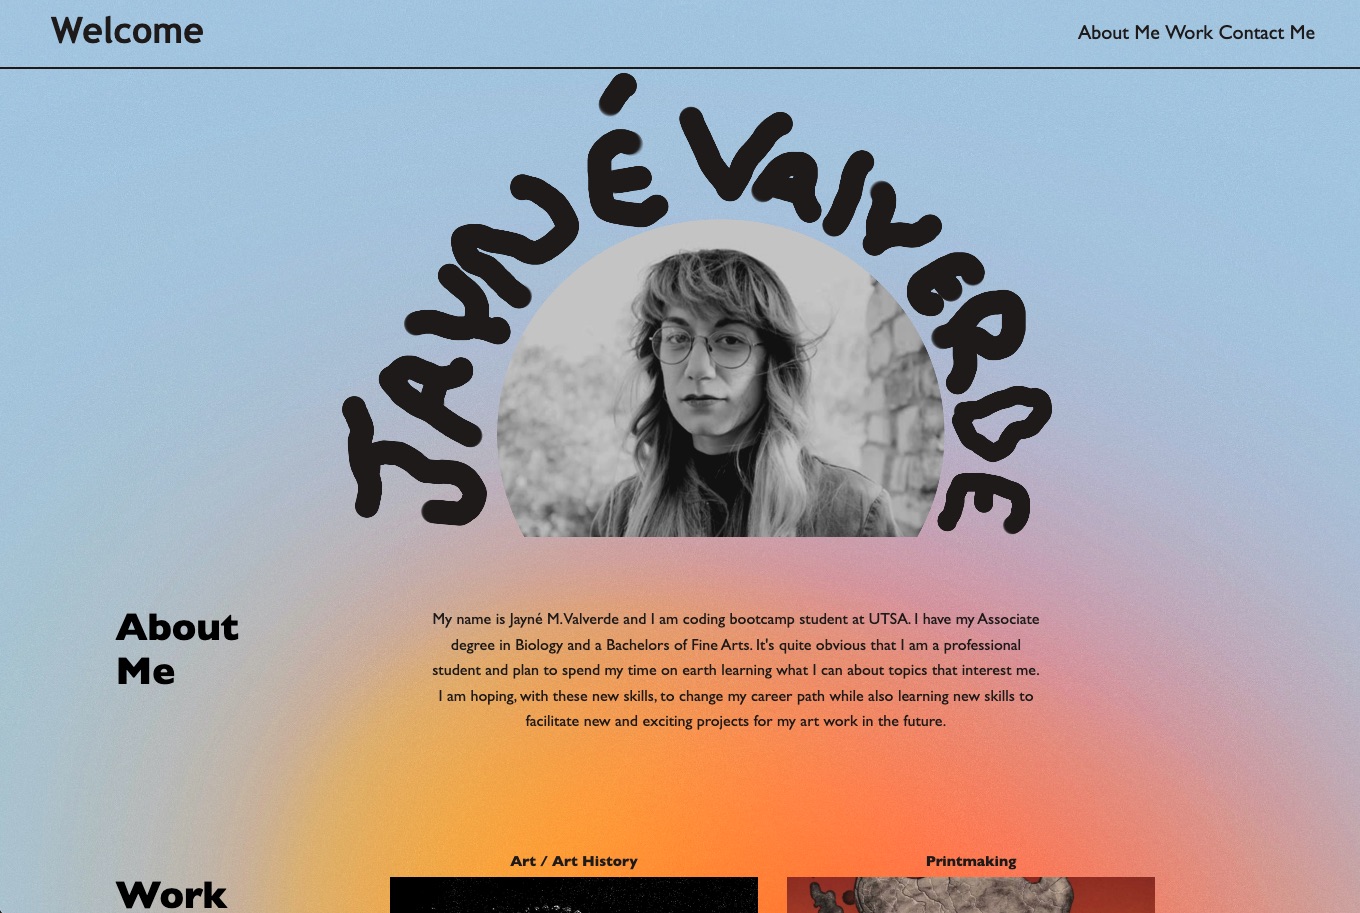 Welcome
About Me Work Contact Me
JAYNÉ ValvERDE
About
Me
My name is Jayné M.Valverde and I am coding bootcamp student at UTSA. I have my Associate
degree in Biology and a Bachelors of Fine Arts. It's quite obvious that I am a professional
student and plan to spend my time on earth learning what I can about topics that interest me.
I am hoping, with these new skills, to change my career path while also learning new skills to
facilitate new and exciting projects for my art work in the future.
Work
Art / Art History
Printmaking